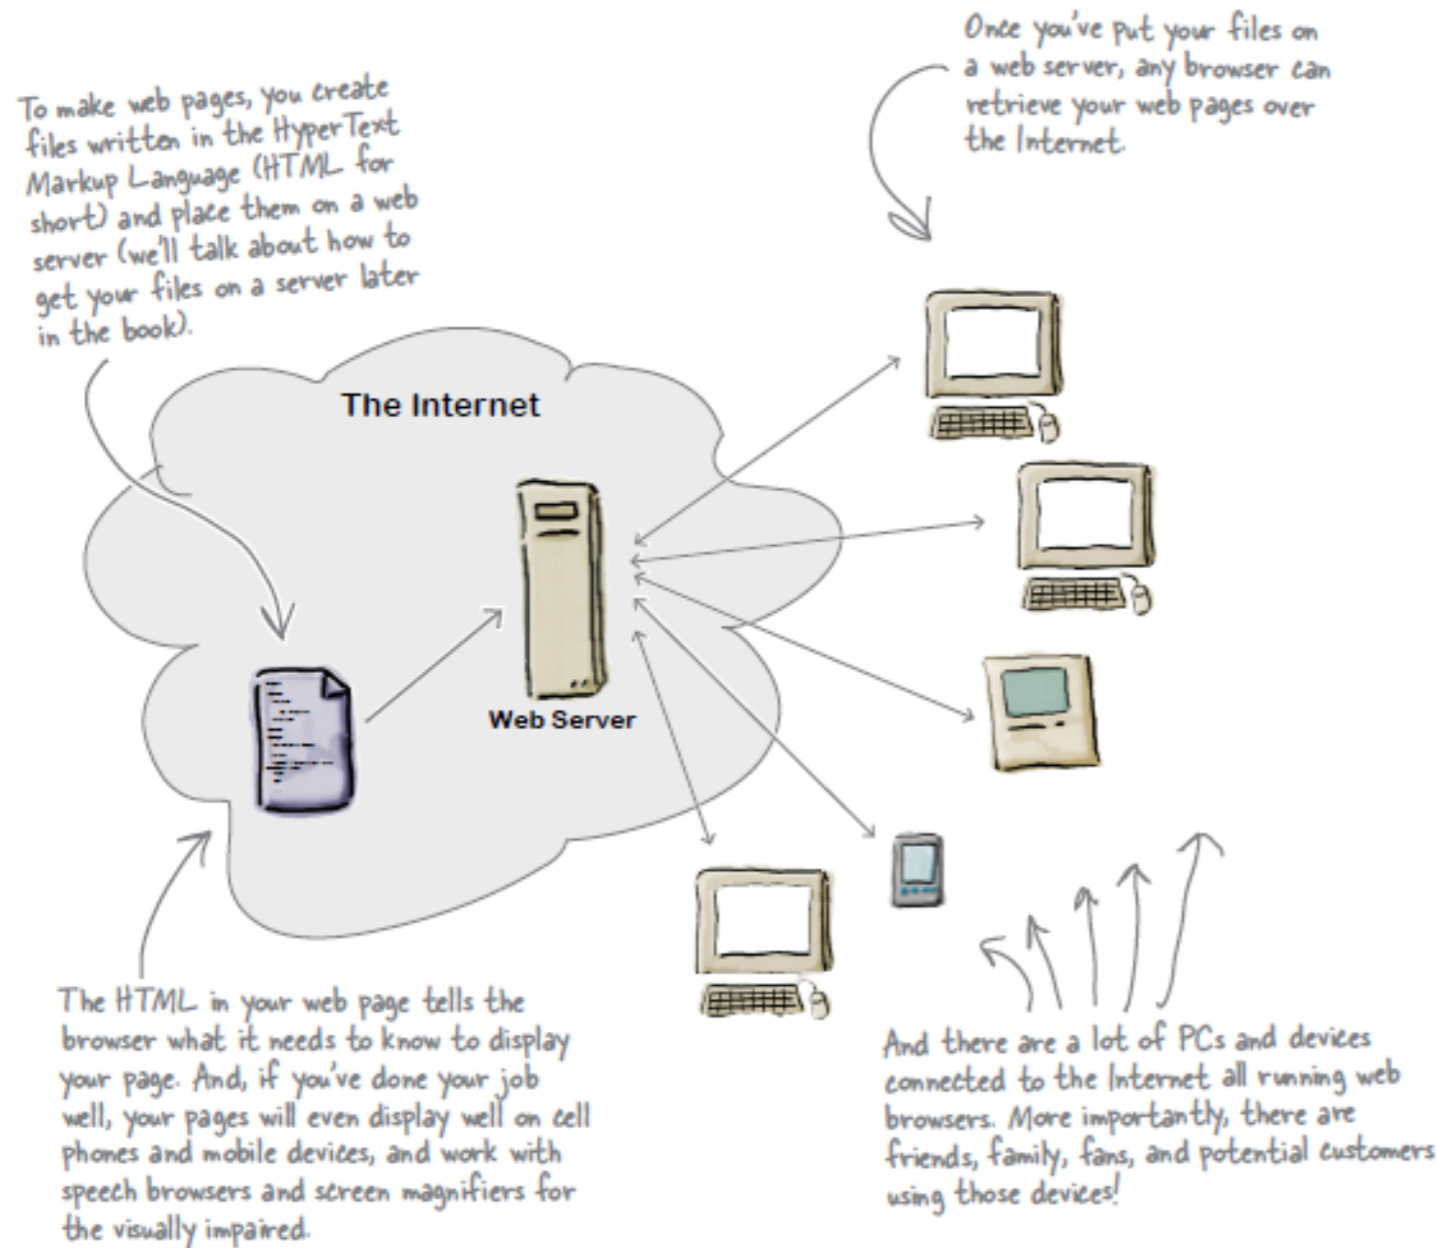 To make web pages, you create
files written in the HyperText
Markup Language (HTML for
short) and place them on a web
server (we'll talk about how to
get your files on a server later
in the book).
Once you've put your files on
a web server, any browser can
retrieve your web pages over
the Internet.
The Internet
Web Server
The HTML in your web page tells the
browser what it needs to know to display
your page. And, if you've done your job
well, your pages will even display well on cell
phones and mobile devices, and work with
speech browsers and screen magnifiers for
the visually impaired.
And there are a lot of PCs and devices
connected to the Internet all running web
browsers. More importantly, there are
friends, family, fans, and potential customers
using those devices!